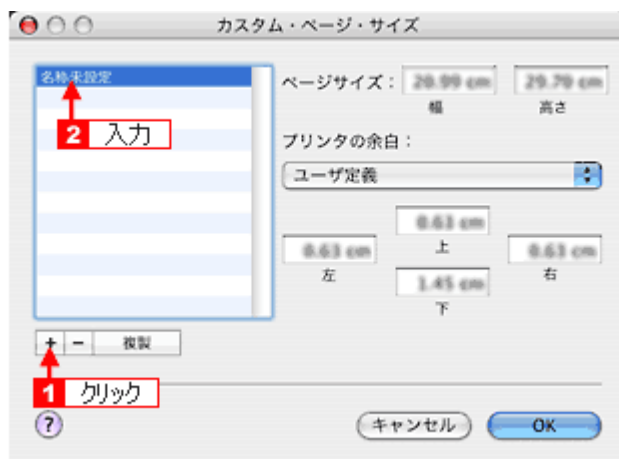 カスタム・ページ・サイズ
名称未設定
2 入力
ページサイズ： 20.99 cm 29.70 cm
幅 高さ
プリンタの余白：
ユーザ定義
0.63 cm
上
0.63 cm 0.63 cm
左 右
1.45 cm
下
+ − 複製
1 クリック
? キャンセル OK